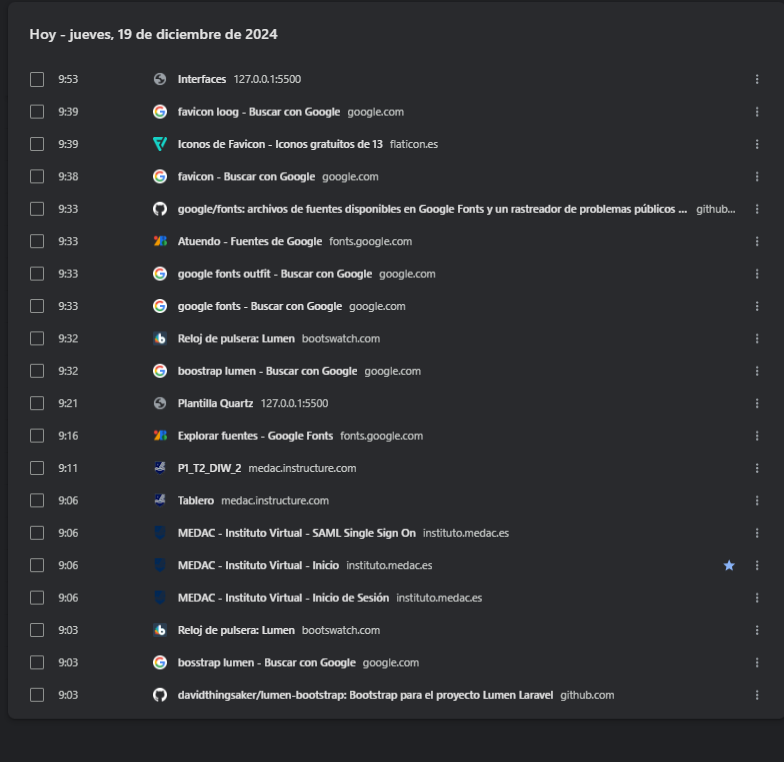 Hoy - jueves, 19 de diciembre de 2024
9:53 Interfaces 127.0.0.1:5500
9:39 favicon loog - Buscar con Google google.com
9:39 Iconos de Favicon - Iconos gratuitos de 13 flaticon.es
9:38 favicon - Buscar con Google google.com
9:33 google/fonts: archivos de fuentes disponibles en Google Fonts y un rastreador de problemas públicos ... github...
9:33 Atuendo - Fuentes de Google fonts.google.com
9:33 google fonts outfit - Buscar con Google google.com
9:33 google fonts - Buscar con Google google.com
9:32 Reloj de pulsera: Lumen bootswatch.com
9:32 boostrap lumen - Buscar con Google google.com
9:21 Plantilla Quartz 127.0.0.1:5500
9:16 Explorar fuentes - Google Fonts fonts.google.com
9:11 P1_T2_DIW_2 medac.instructure.com
9:06 Tablero medac.instructure.com
9:06 MEDAC - Instituto Virtual - SAML Single Sign On instituto.medac.es
9:06 MEDAC - Instituto Virtual - Inicio instituto.medac.es
9:06 MEDAC - Instituto Virtual - Inicio de Sesión instituto.medac.es
9:03 Reloj de pulsera: Lumen bootswatch.com
9:03 bosstrap lumen - Buscar con Google google.com
9:03 davidthingsaker/lumen-bootstrap: Bootstrap para el proyecto Lumen Laravel github.com